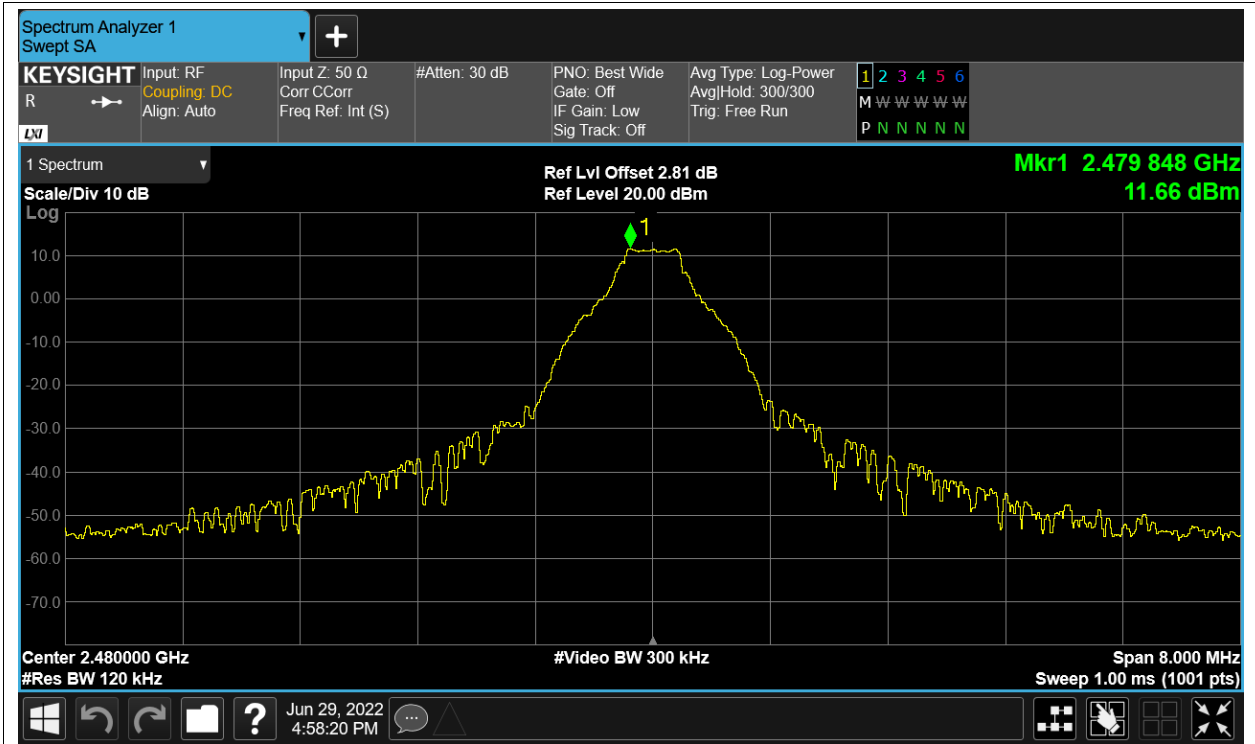 Spectrum Analyzer 1
Swept SA
KEYSIGHT
R
LXI
Input: RF
Coupling: DC
Align: Auto
Input Z: 50 Ω
Corr CCorr
Freq Ref: Int (S)
#Atten: 30 dB
PNO: Best Wide
Gate: Off
IF Gain: Low
Sig Track: Off
Avg Type: Log-Power
Avg|Hold: 300/300
Trig: Free Run
1 2 3 4 5 6
M W W W W W
P N N N N N
1 Spectrum
Scale/Div 10 dB
Log
Ref Lvl Offset 2.81 dB
Ref Level 20.00 dBm
Mkr1 2.479 848 GHz
11.66 dBm
1
10.0
0.00
-10.0
-20.0
-30.0
-40.0
-50.0
-60.0
-70.0
Center 2.480000 GHz
#Res BW 120 kHz
#Video BW 300 kHz
Span 8.000 MHz
Sweep 1.00 ms (1001 pts)
?
Jun 29, 2022
4:58:20 PM